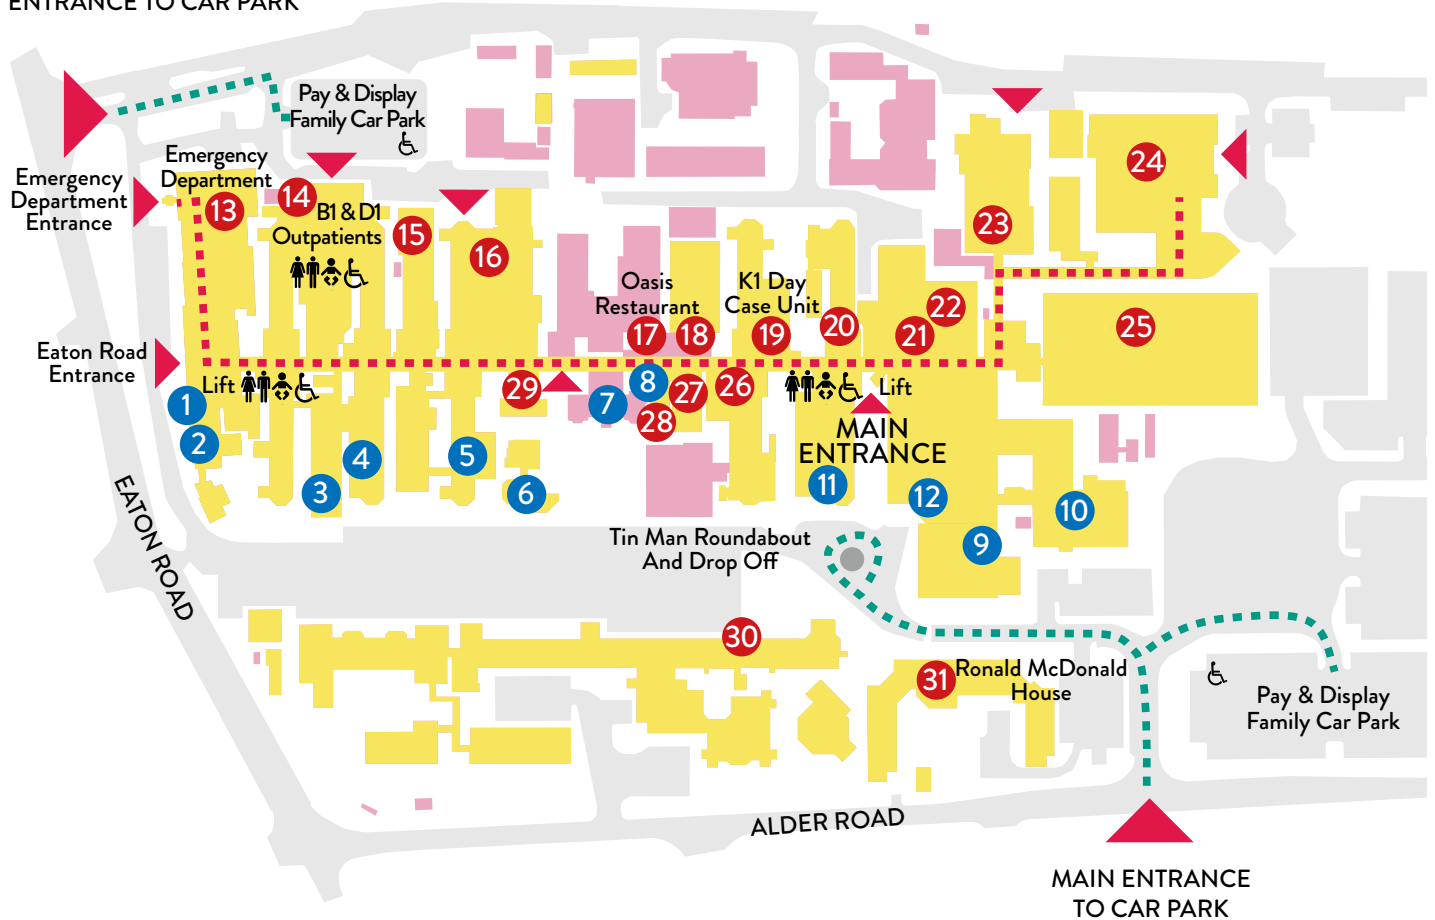 ENTRANCE TO CAR PARK
Pay & Display
Family Car Park
Emergency
Department
Entrance
Emergency
Department
13
14
B1 & D1
Outpatients
15
16
23
24
Oasis
Restaurant
17
18
K1 Day
Case Unit
19
20
21
22
25
Eaton Road
Entrance
Lift
1
2
3
4
5
6
29
7
8
27
28
26
Lift
MAIN
ENTRANCE
11
12
9
10
EATON ROAD
Tin Man Roundabout
And Drop Off
30
31
Ronald McDonald
House
Pay & Display
Family Car Park
ALDER ROAD
MAIN ENTRANCE
TO CAR PARK